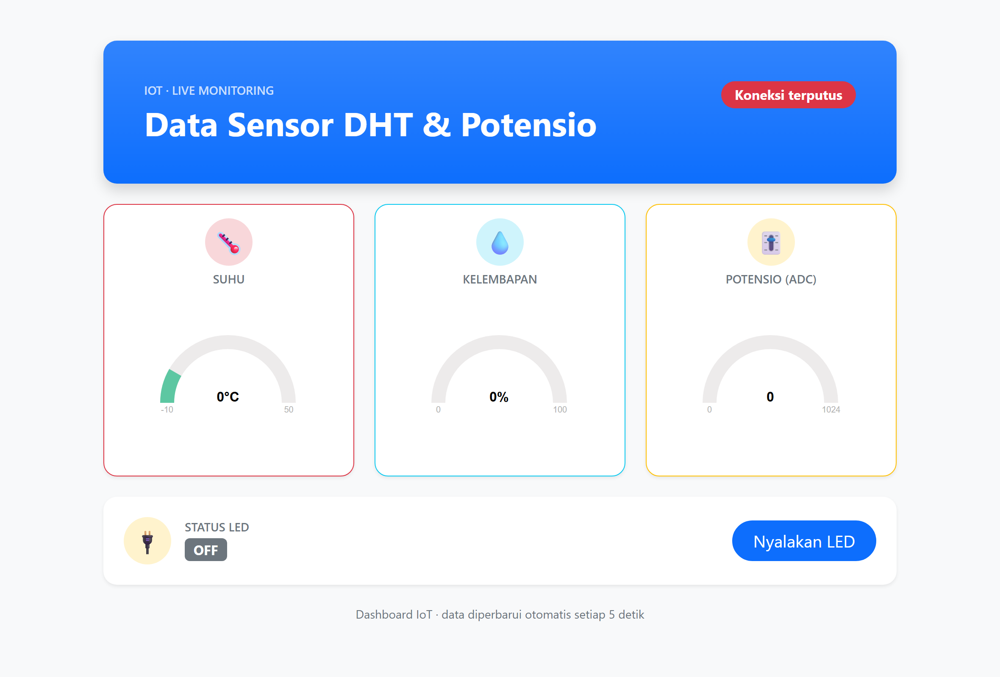 IOT · LIVE MONITORING
Koneksi terputus
Data Sensor DHT & Potensio
SUHU
0°C
-10
50
KELEMBAPAN
0%
0
100
POTENSIO (ADC)
0
0
1024
STATUS LED
OFF
Nyalakan LED
Dashboard IoT · data diperbarui otomatis setiap 5 detik